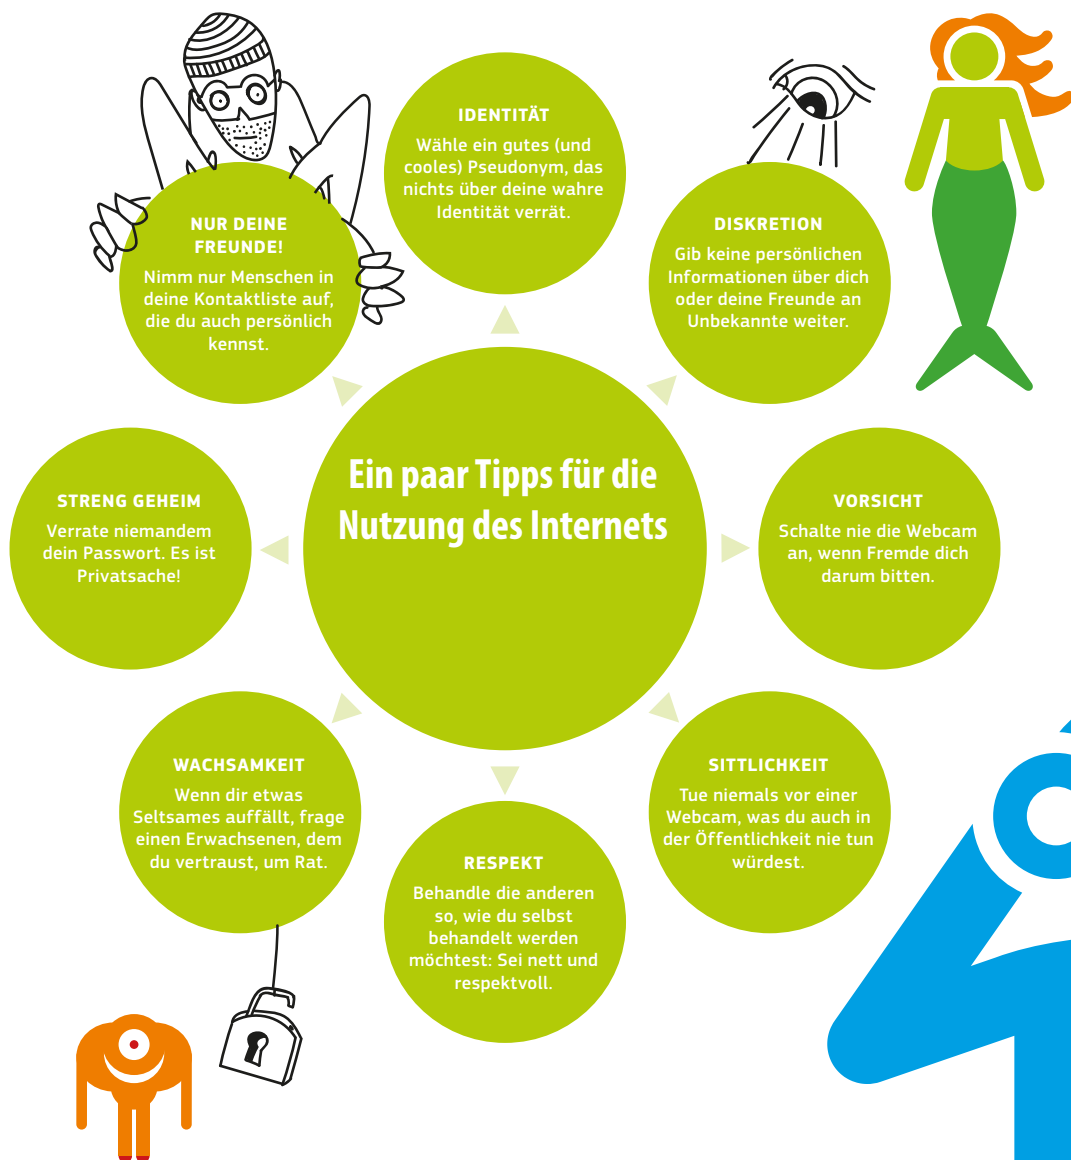 Ein paar Tipps für die
Nutzung des Internets
IDENTITÄT
Wähle ein gutes (und
cooles) Pseudonym, das
nichts über deine wahre
Identität verrät.
DISKRETION
Gib keine persönlichen
Informationen über dich
oder deine Freunde an
Unbekannte weiter.
VORSICHT
Schalte nie die Webcam
an, wenn Fremde dich
darum bitten.
SITTLICHKEIT
Tue niemals vor einer
Webcam, was du auch in
der Öffentlichkeit nie tun
würdest.
RESPEKT
Behandle die anderen
so, wie du selbst
behandelt werden
möchtest: Sei nett und
respektvoll.
WACHSAMKEIT
Wenn dir etwas
Seltsames auffällt, frage
einen Erwachsenen, dem
du vertraust, um Rat.
STRENG GEHEIM
Verrate niemandem
dein Passwort. Es ist
Privatsache!
NUR DEINE
FREUNDE!
Nimm nur Menschen in
deine Kontaktliste auf,
die du auch persönlich
kennst.